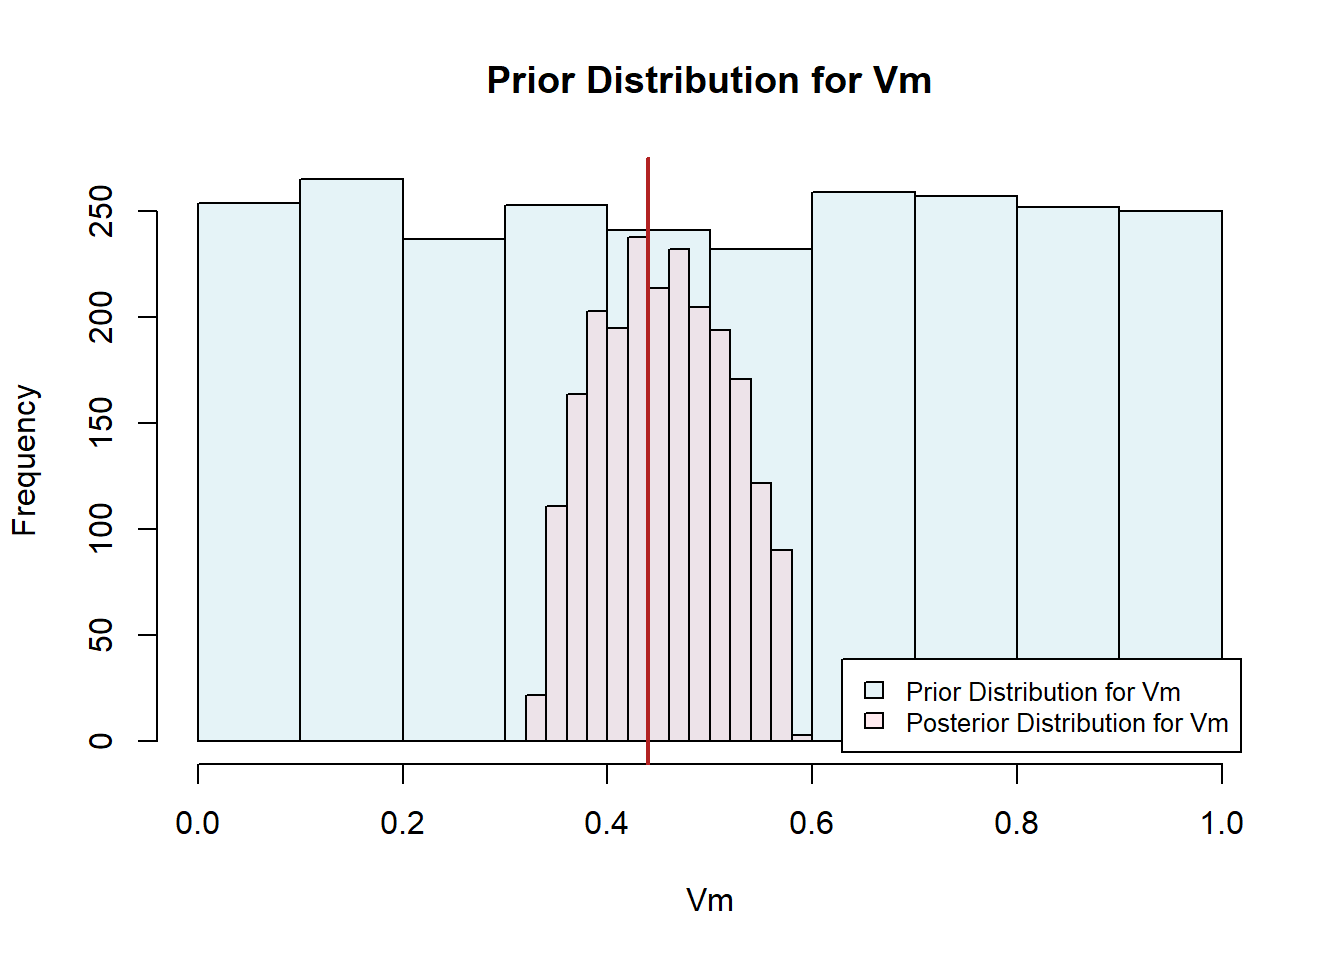 Prior Distribution for Vm
Frequency
250
200
150
100
50
0
Prior Distribution for Vm
Posterior Distribution for Vm
0.0 0.2 0.4 0.6 0.8 1.0
Vm